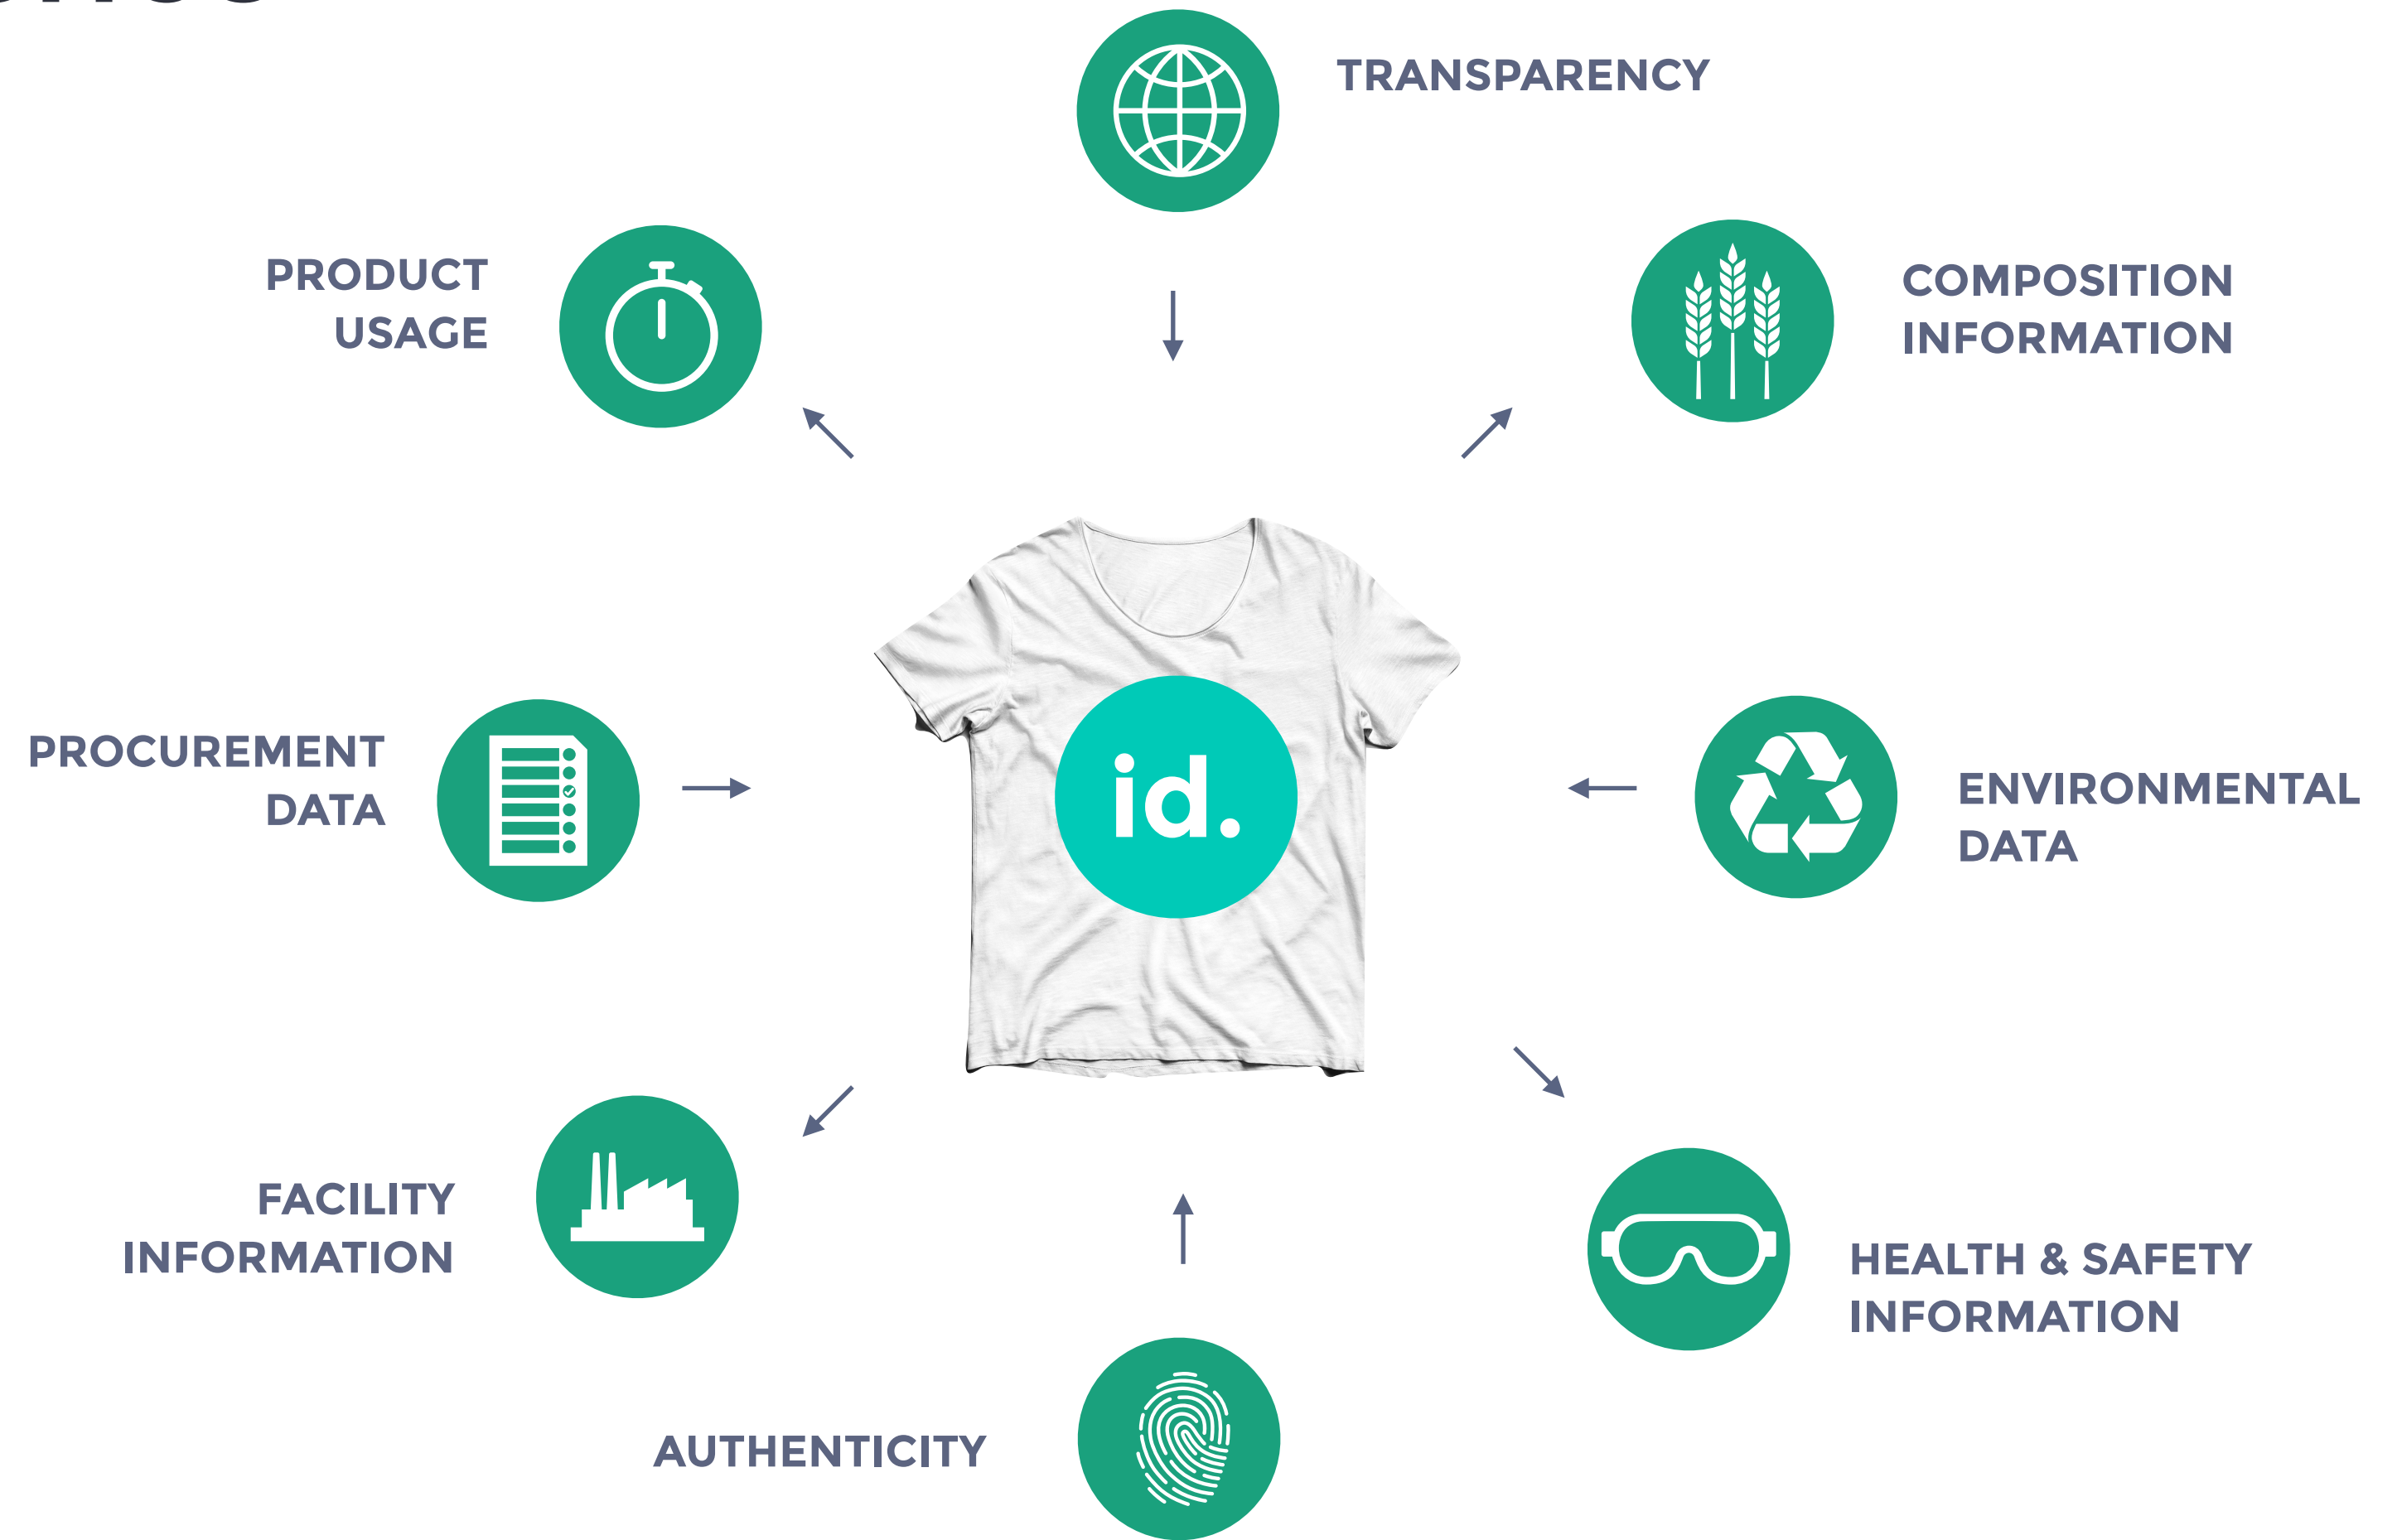 TRANSPARENCY
PRODUCT
USAGE
COMPOSITION
INFORMATION
id.
PROCUREMENT
DATA
ENVIRONMENTAL
DATA
FACILITY
INFORMATION
HEALTH & SAFETY
INFORMATION
AUTHENTICITY